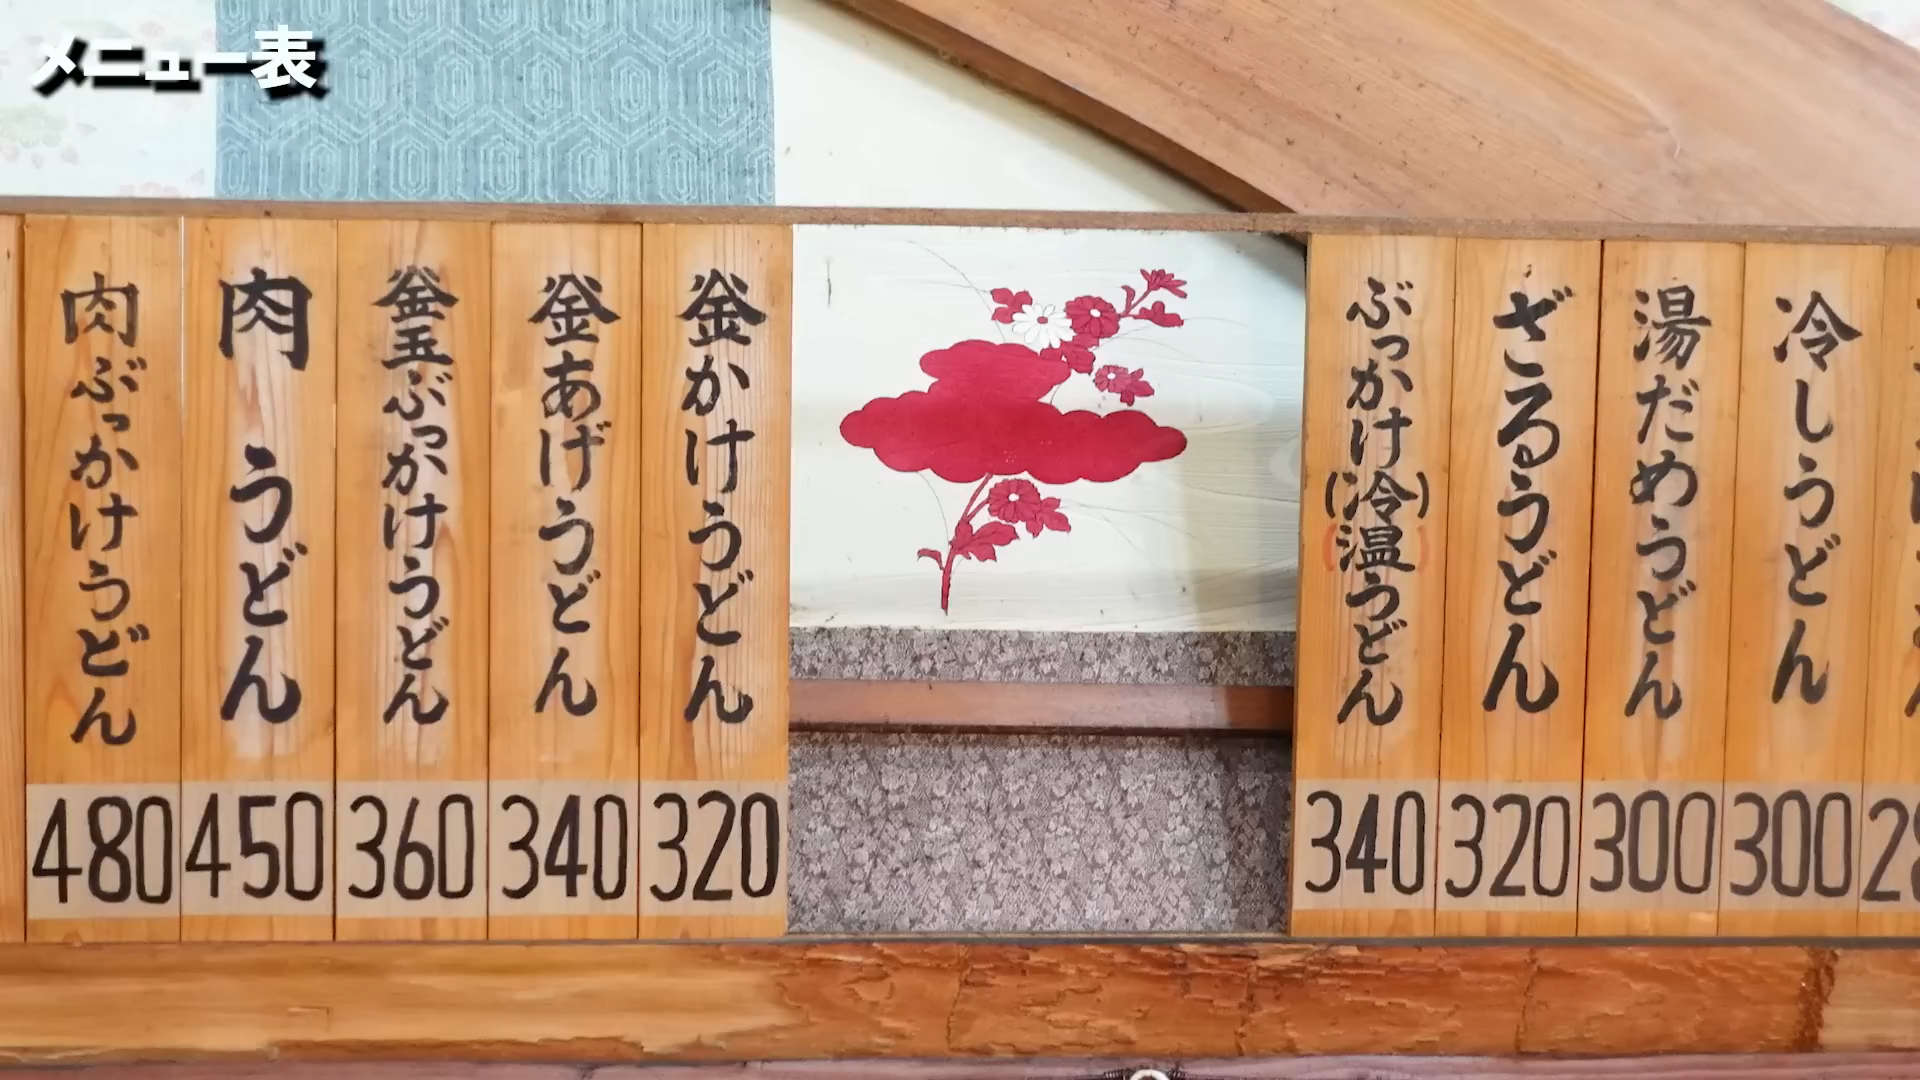 メニュー表
冷しうどん
300
湯だめうどん
300
ざるうどん
320
ぶっかけ(冷)(温)うどん
340
釜かけうどん
320
釜あげうどん
340
釜玉ぶっかけうどん
360
肉うどん
450
肉ぶっかけうどん
480